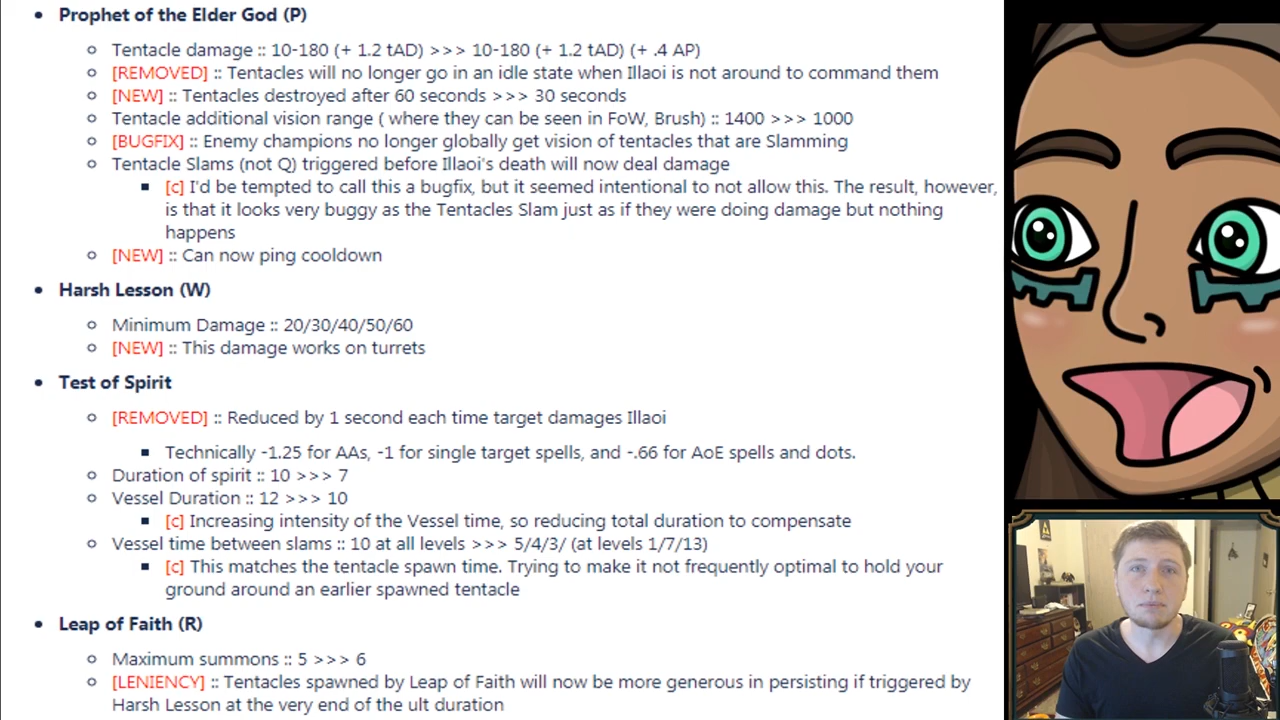 Prophet of the Elder God (P)
Tentacle damage :: 10-180 (+ 1.2 tAD) >>> 10-180 (+ 1.2 tAD) (+ .4 AP)
[REMOVED] :: Tentacles will no longer go in an idle state when Illaoi is not around to command them
[NEW] :: Tentacles destroyed after 60 seconds >>> 30 seconds
Tentacle additional vision range ( where they can be seen in FoW, Brush) :: 1400 >>> 1000
[BUGFIX] :: Enemy champions no longer globally get vision of tentacles that are Slamming
Tentacle Slams (not Q) triggered before Illaoi's death will now deal damage
[c] I'd be tempted to call this a bugfix, but it seemed intentional to not allow this. The result, however,
is that it looks very buggy as the Tentacles Slam just as if they were doing damage but nothing
happens
[NEW] :: Can now ping cooldown
Harsh Lesson (W)
Minimum Damage :: 20/30/40/50/60
[NEW] :: This damage works on turrets
Test of Spirit
[REMOVED] :: Reduced by 1 second each time target damages Illaoi
Technically -1.25 for AAs, -1 for single target spells, and -.66 for AoE spells and dots.
Duration of spirit :: 10 >>> 7
Vessel Duration :: 12 >>> 10
[c] Increasing intensity of the Vessel time, so reducing total duration to compensate
Vessel time between slams :: 10 at all levels >>> 5/4/3/ (at levels 1/7/13)
[c] This matches the tentacle spawn time. Trying to make it not frequently optimal to hold your
ground around an earlier spawned tentacle
Leap of Faith (R)
Maximum summons :: 5 >>> 6
[LENIENCY] :: Tentacles spawned by Leap of Faith will now be more generous in persisting if triggered by
Harsh Lesson at the very end of the ult duration